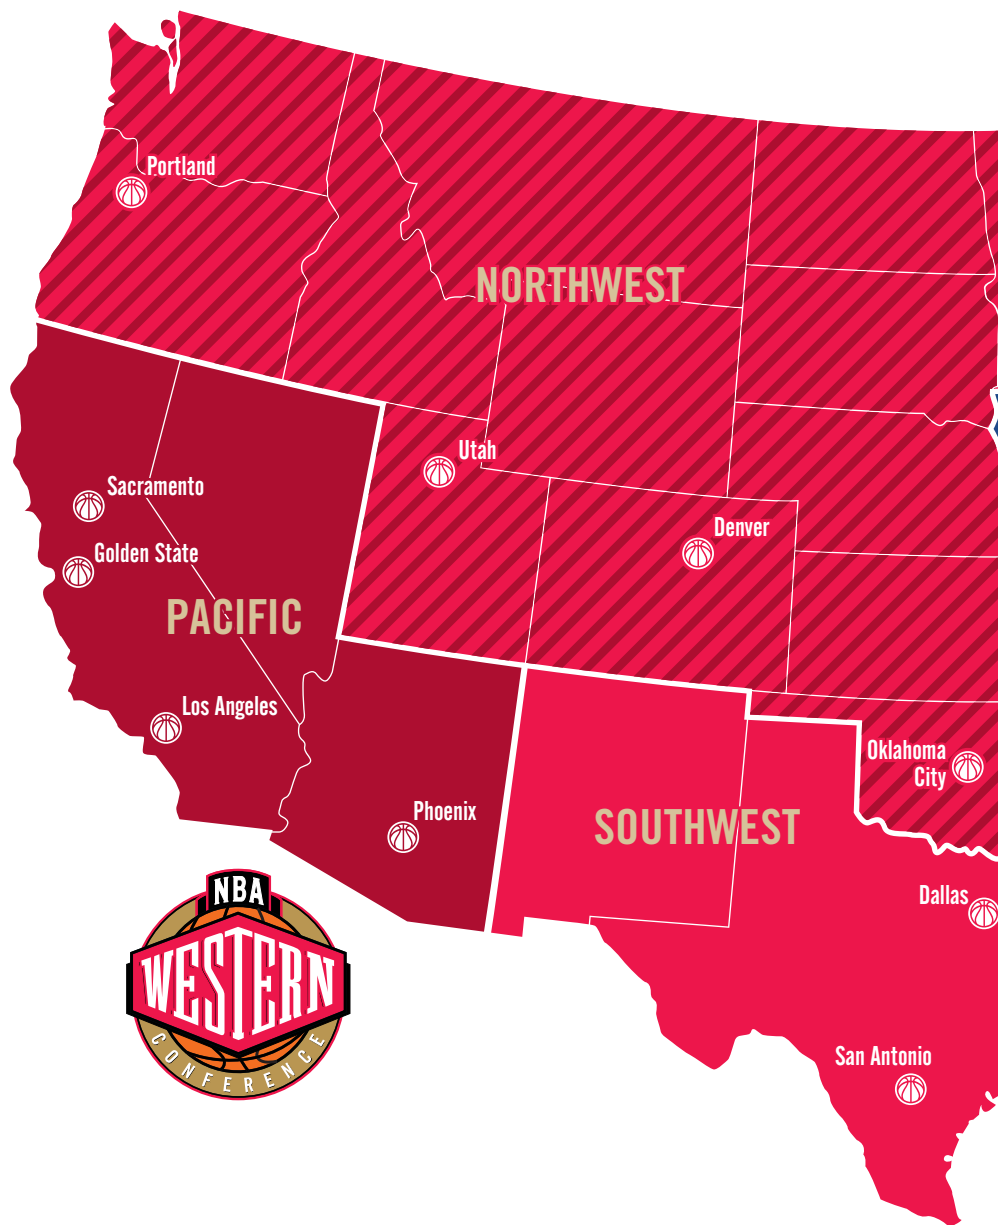 Portland
NORTHWEST
Utah
Sacramento
Denver
Golden State
PACIFIC
Los Angeles
Oklahoma
City
Phoenix
SOUTHWEST
Dallas
NBA
WESTERN
CONFERENCE
San Antonio